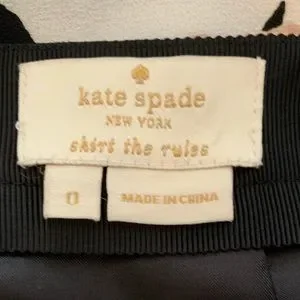 kate spade
NEW YORK
skirt the rules
0
MADE IN CHINA